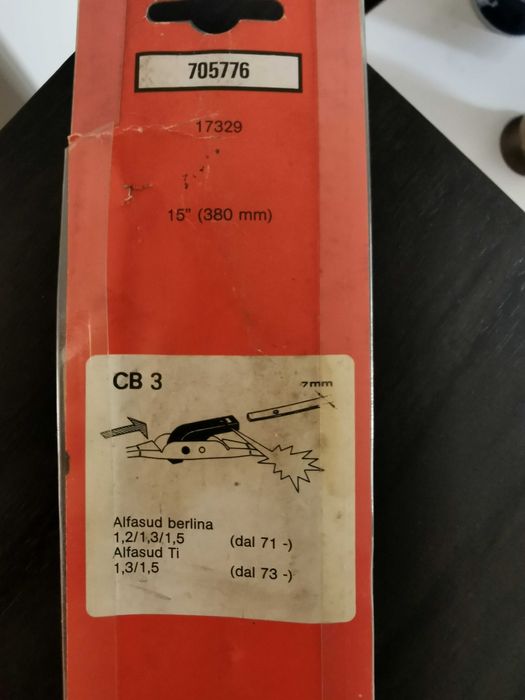 705776
17329
15" (380 mm)
CB 3
7mm
Alfasud berlina
1,2/1,3/1,5 (dal 71 -)
Alfasud Ti
1,3/1,5 (dal 73 -)